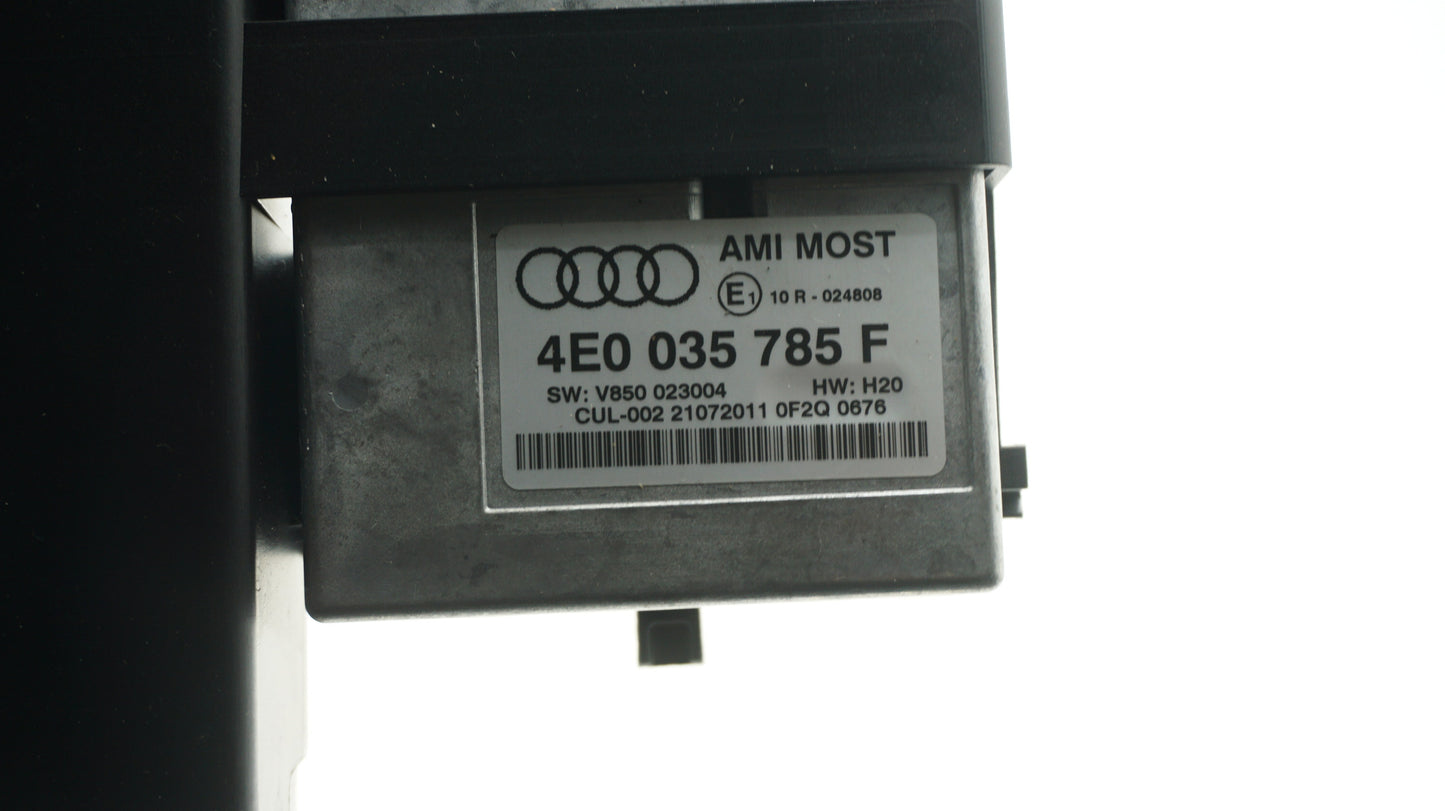 AMI MOST
E1 10 R - 024808
4E0 035 785 F
SW: V850 023004 HW: H20
CUL-002 21072011 0F2Q 0676